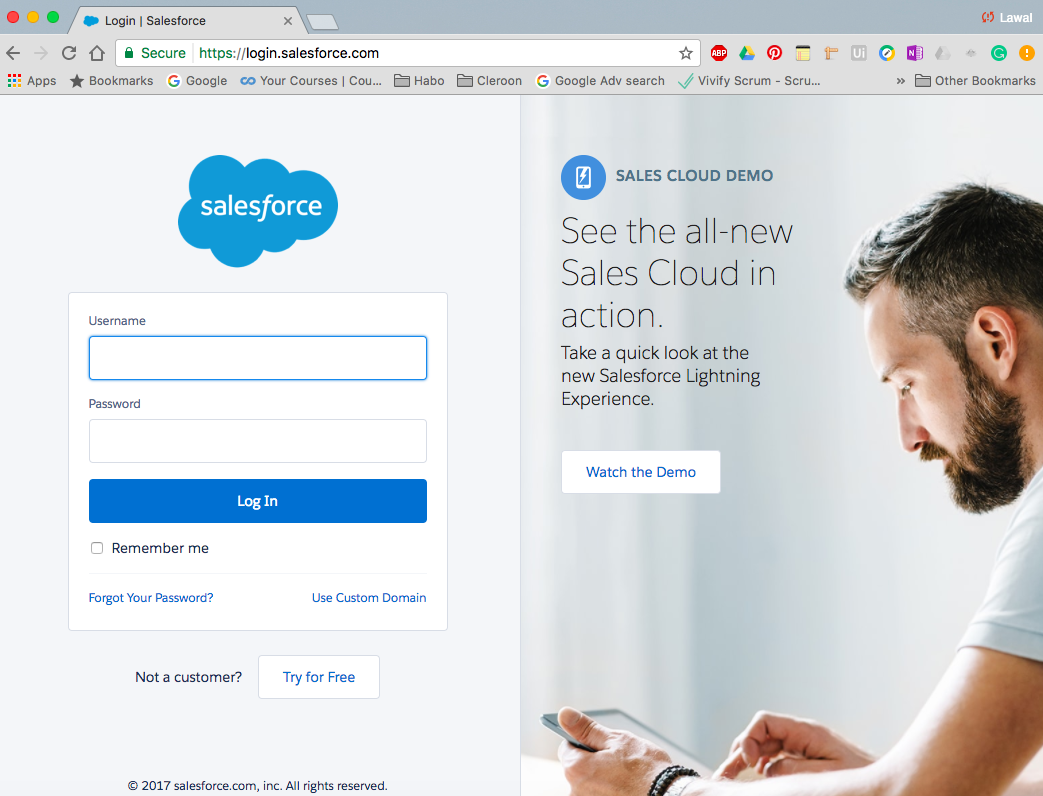 Login | Salesforce
Lawal
Secure https://login.salesforce.com
ABP Ui N G
Apps Bookmarks Google Your Courses | Cou... Habo Cleroon Google Adv search Vivify Scrum - Scru... » Other Bookmarks
salesforce
Username
Password
Log In
Remember me
Forgot Your Password? Use Custom Domain
Not a customer? Try for Free
© 2017 salesforce.com, inc. All rights reserved.
SALES CLOUD DEMO
See the all-new
Sales Cloud in
action.
Take a quick look at the
new Salesforce Lightning
Experience.
Watch the Demo